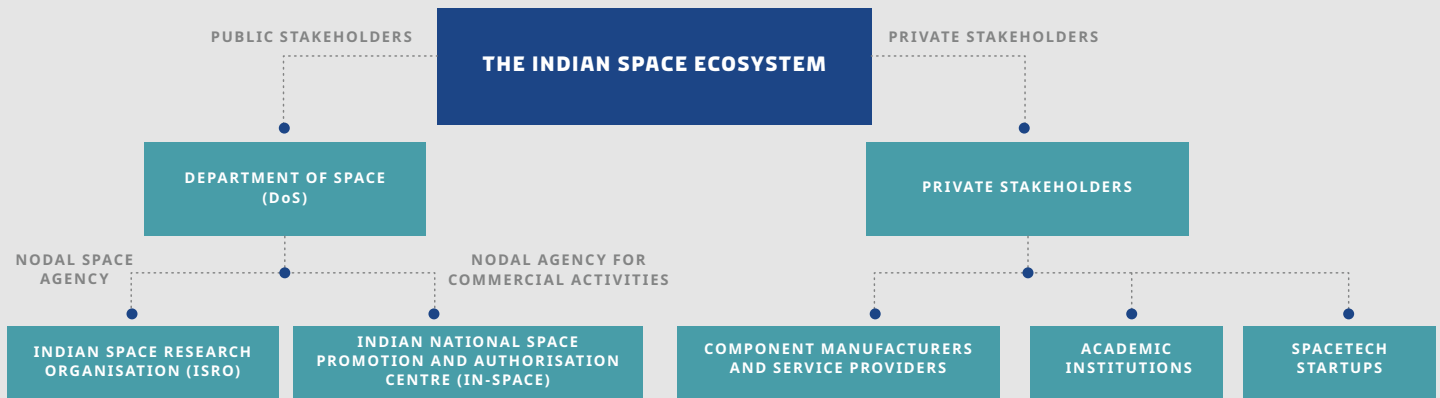 PUBLIC STAKEHOLDERS
THE INDIAN SPACE ECOSYSTEM
PRIVATE STAKEHOLDERS
DEPARTMENT OF SPACE
(DoS)
PRIVATE STAKEHOLDERS
NODAL SPACE
AGENCY
NODAL AGENCY FOR
COMMERCIAL ACTIVITIES
INDIAN SPACE RESEARCH
ORGANISATION (ISRO)
INDIAN NATIONAL SPACE
PROMOTION AND AUTHORISATION
CENTRE (IN-SPACE)
COMPONENT MANUFACTURERS
AND SERVICE PROVIDERS
ACADEMIC
INSTITUTIONS
SPACETECH
STARTUPS